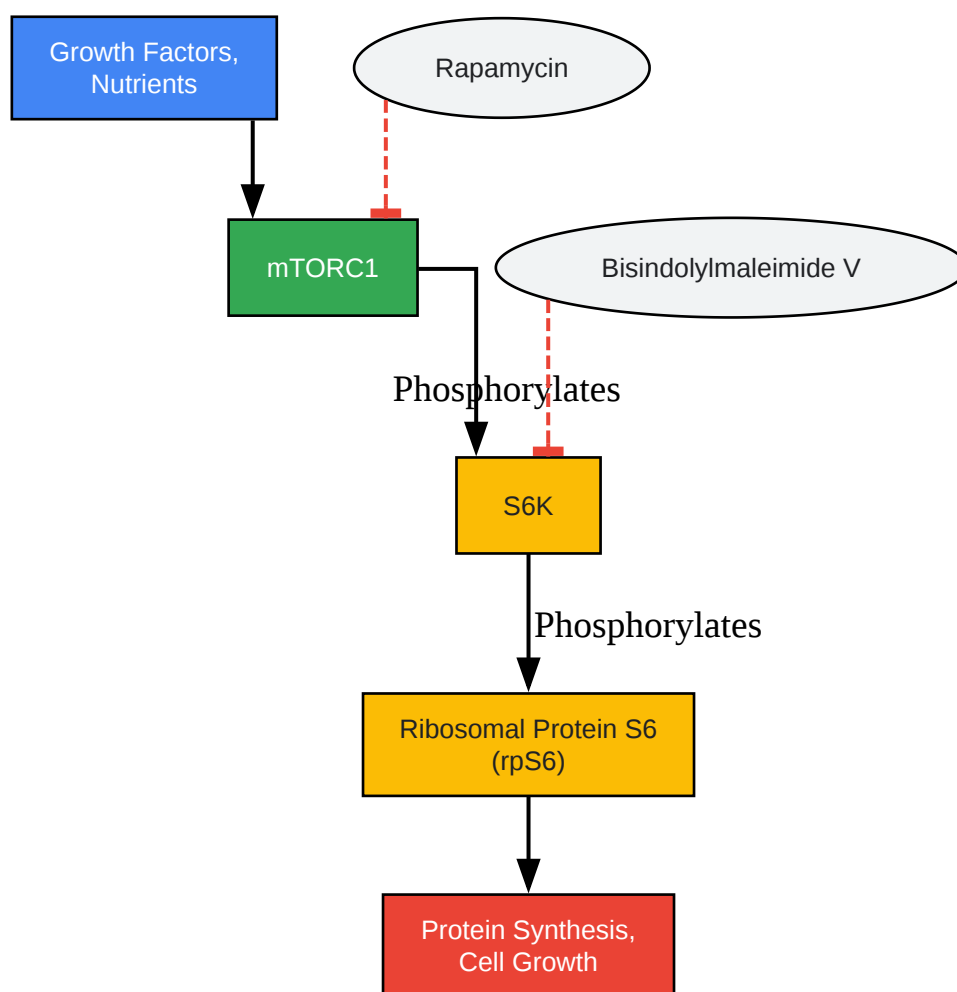 Growth Factors,
Nutrients
Rapamycin
mTORC1
Bisindolylmaleimide V
Phosphorylates
S6K
Phosphorylates
Ribosomal Protein S6
(rpS6)
Protein Synthesis,
Cell Growth